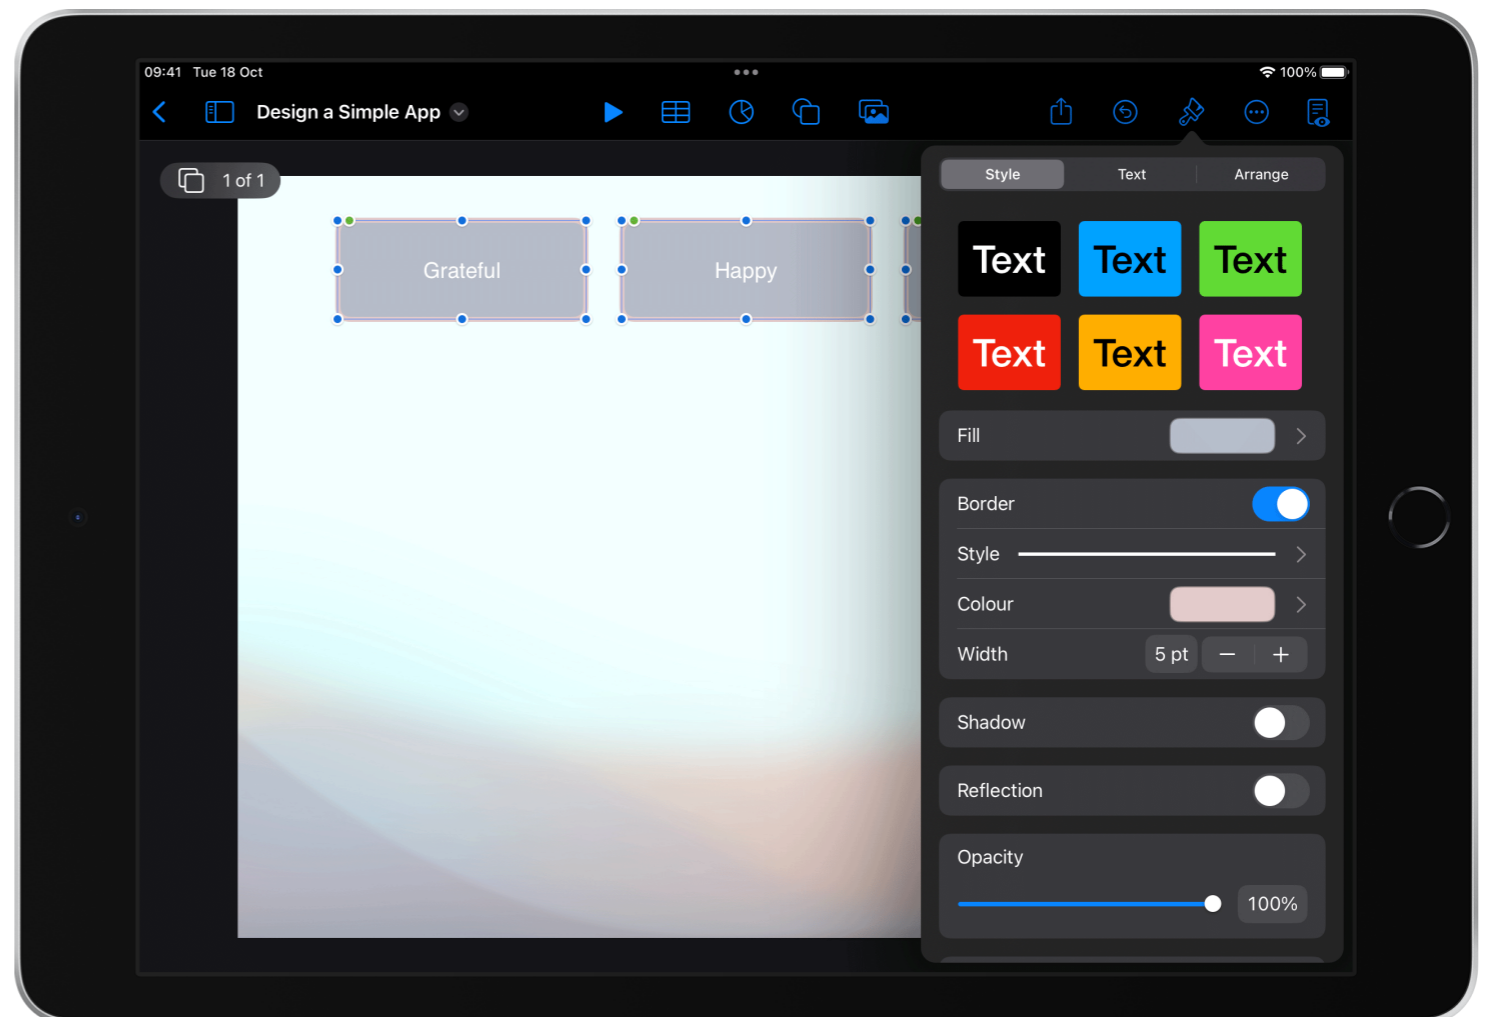 09:41 Tue 18 Oct
100%
Design a Simple App
1 of 1
Style Text Arrange
Grateful
Happy
Text Text Text
Text Text Text
Fill
Border
Style
Colour
Width 5 pt − +
Shadow
Reflection
Opacity
100%